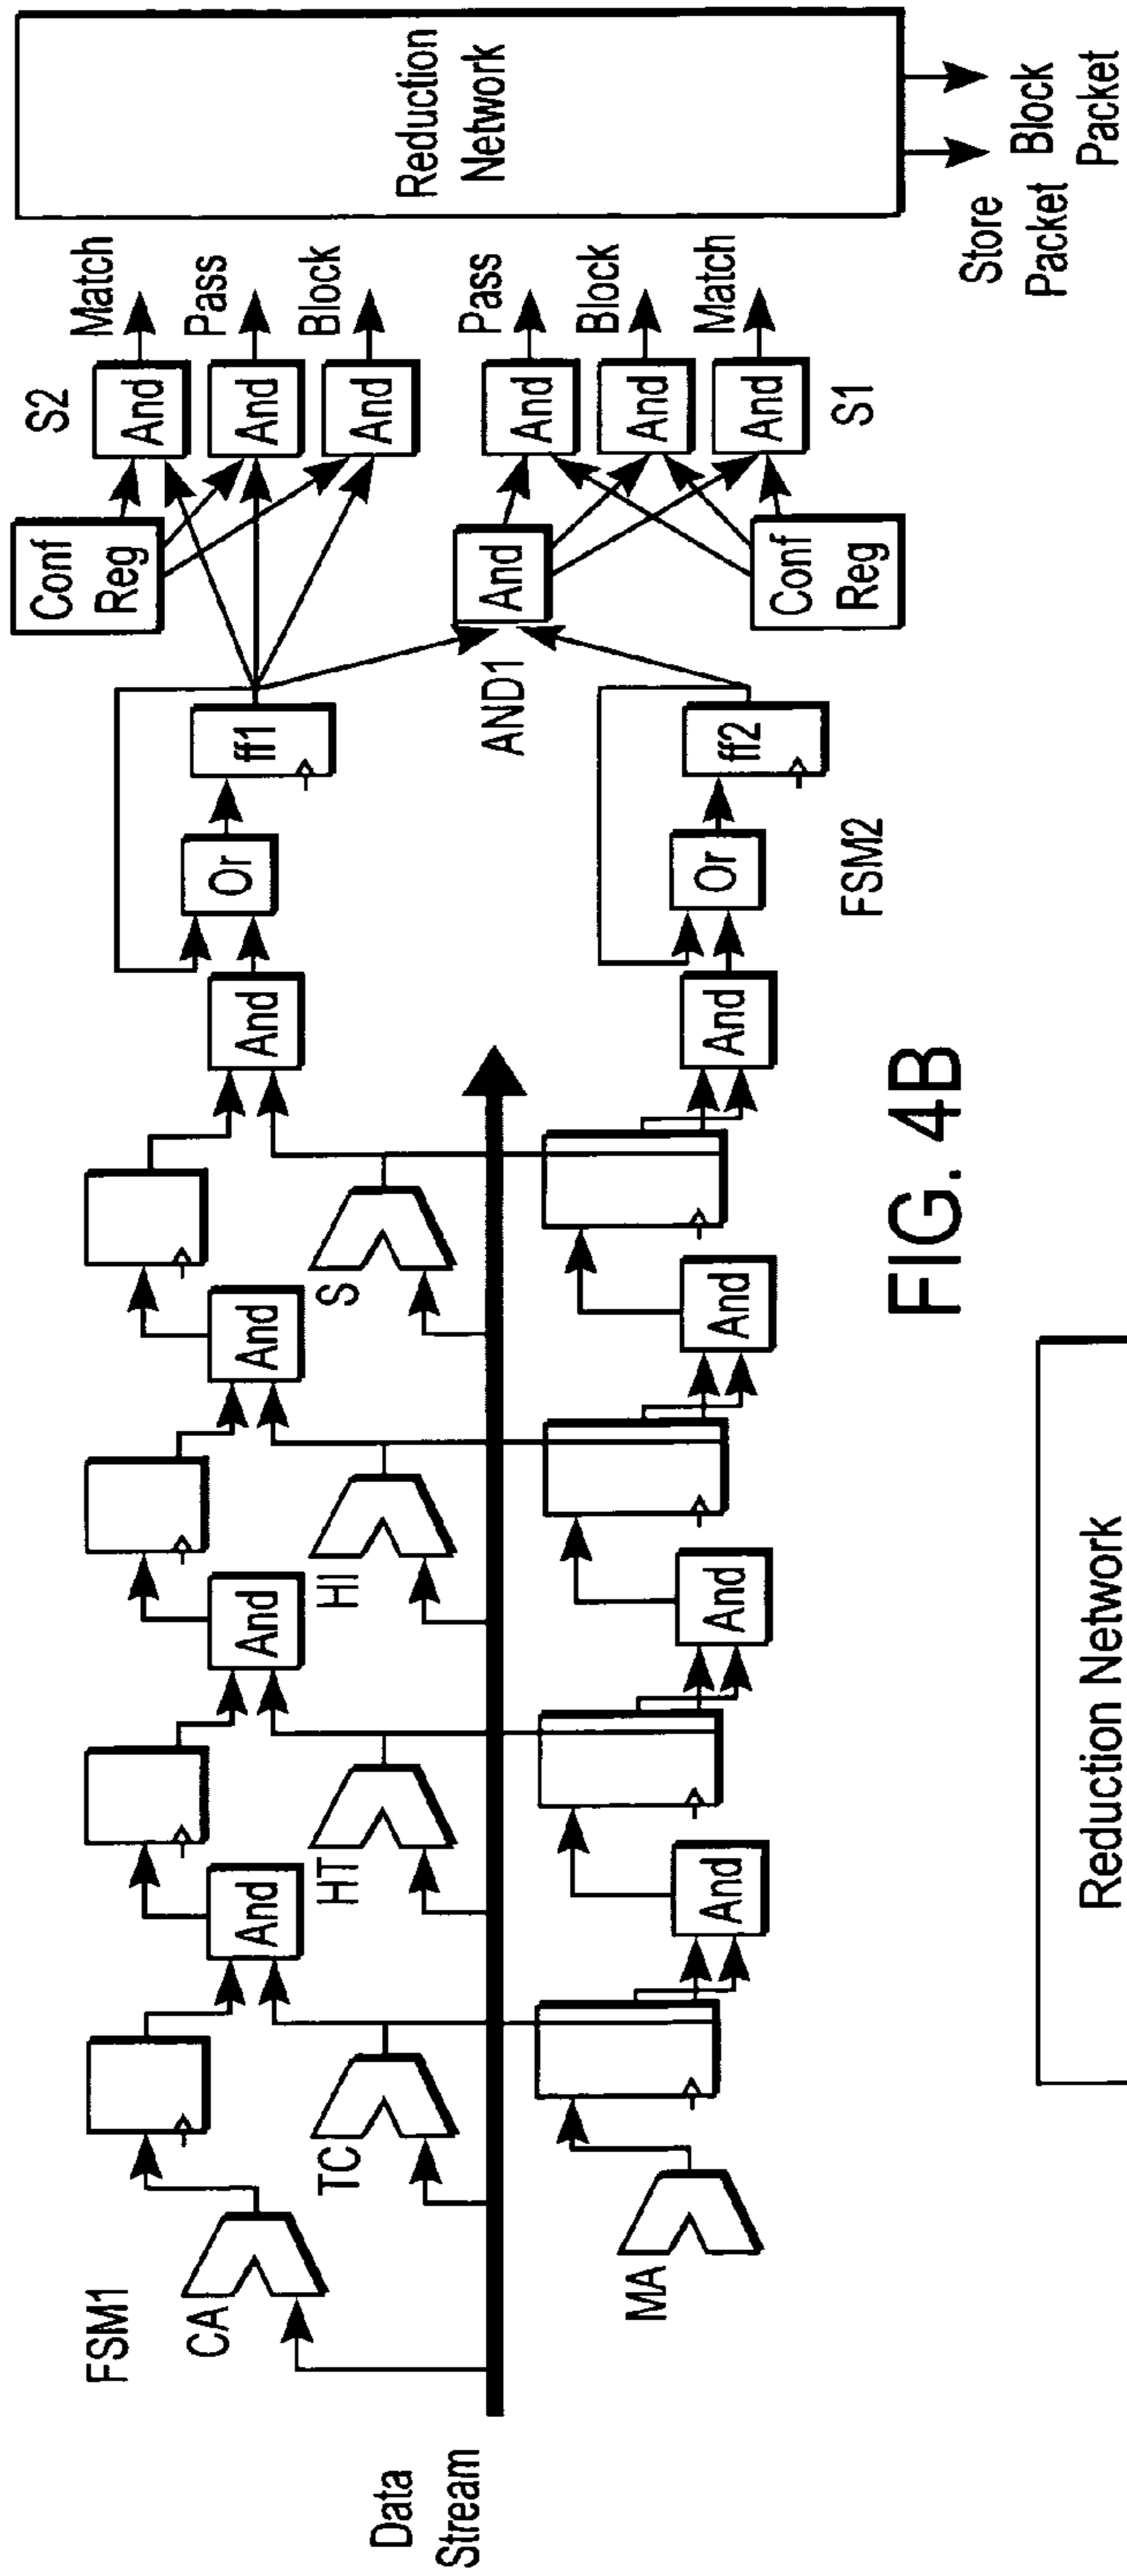 Data
Stream
FSM1
CA
TC
HT
HI
S
MA
And
And
And
And
And
And
And
And
Or
ff1
Or
ff2
FSM2
AND1
And
Conf
Reg
S2
And
Match
And
Pass
And
Block
And
Pass
And
Block
And
Match
S1
Conf
Reg
Reduction
Network
Store
Packet
Block
Packet
FIG. 4B
Reduction Network